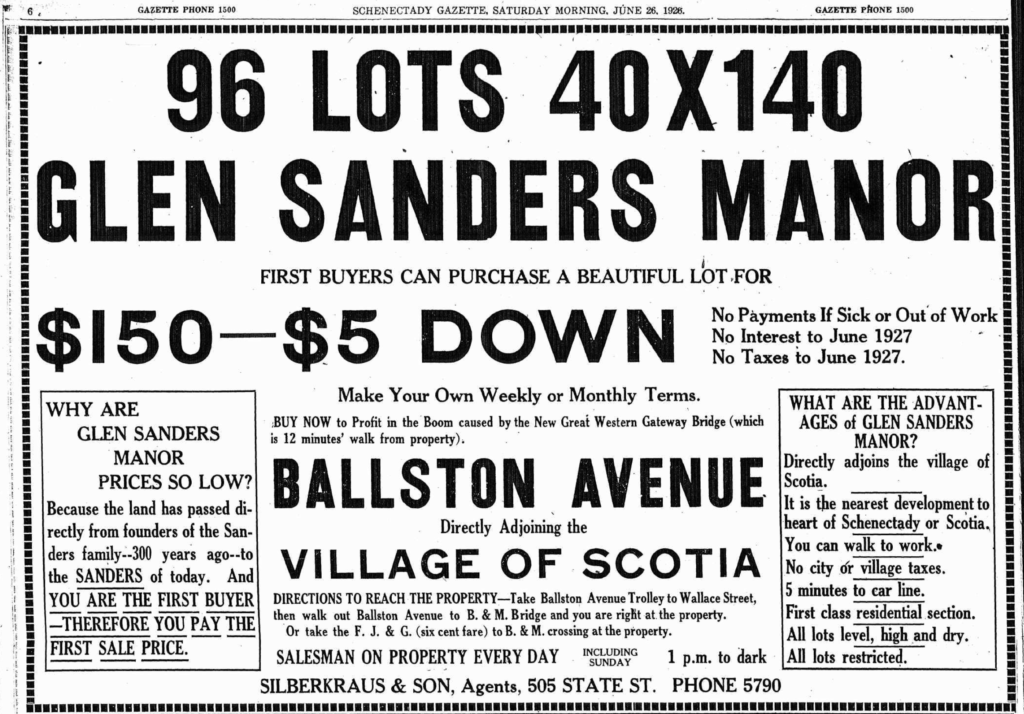 6
GAZETTE PHONE 1500
SCHENECTADY GAZETTE, SATURDAY MORNING, JUNE 26, 1926.
GAZETTE PHONE 1500
96 LOTS 40X140
GLEN SANDERS MANOR
FIRST BUYERS CAN PURCHASE A BEAUTIFUL LOT FOR
$150—$5 DOWN
No Payments If Sick or Out of Work
No Interest to June 1927
No Taxes to June 1927.
WHY ARE
GLEN SANDERS
MANOR
PRICES SO LOW?
Because the land has passed di-
rectly from founders of the San-
ders family--300 years ago--to
the SANDERS of today. And
YOU ARE THE FIRST BUYER
—THEREFORE YOU PAY THE
FIRST SALE PRICE.
Make Your Own Weekly or Monthly Terms.
BUY NOW to Profit in the Boom caused by the New Great Western Gateway Bridge (which
is 12 minutes' walk from property).
BALLSTON AVENUE
Directly Adjoining the
VILLAGE OF SCOTIA
DIRECTIONS TO REACH THE PROPERTY—Take Ballston Avenue Trolley to Wallace Street,
then walk out Ballston Avenue to B. & M. Bridge and you are right at the property.
Or take the F. J. & G. (six cent fare) to B. & M. crossing at the property.
SALESMAN ON PROPERTY EVERY DAY INCLUDING SUNDAY 1 p.m. to dark
WHAT ARE THE ADVANT-
AGES of GLEN SANDERS
MANOR?
Directly adjoins the village of
Scotia.
It is the nearest development to
heart of Schenectady or Scotia.
You can walk to work.
No city or village taxes.
5 minutes to car line.
First class residential section.
All lots level, high and dry.
All lots restricted.
SILBERKRAUS & SON, Agents, 505 STATE ST. PHONE 5790